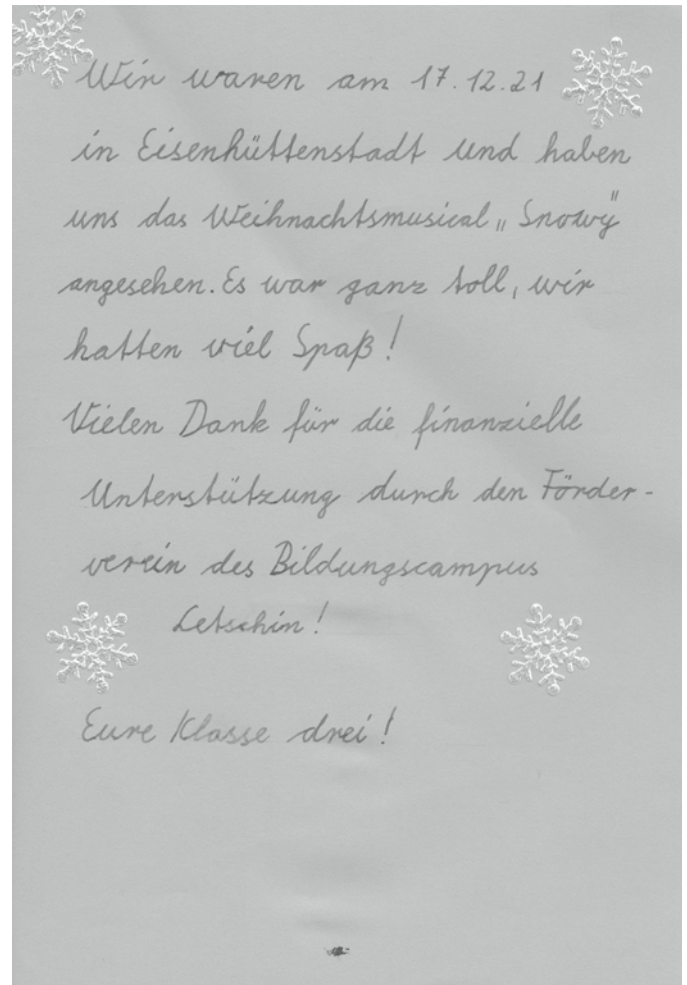 Wir waren am 17.12.21
in Eisenhüttenstadt und haben
uns das Weihnachtsmusical „Snowy"
angesehen. Es war ganz toll, wir
hatten viel Spaß!
Vielen Dank für die finanzielle
Unterstützung durch den Förder-
verein des Bildungscampus
Letschin!
Eure Klasse drei!